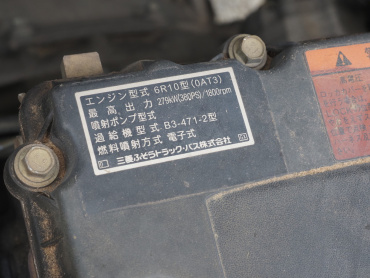 エンジン型式 6R10型(0AT3)
最高出力 279kW(380PS)/1800rpm
噴射ポンプ型式
過給機型式 B3-471-2型
燃料噴射方式 電子式
三菱ふそうトラック・バス株式会社